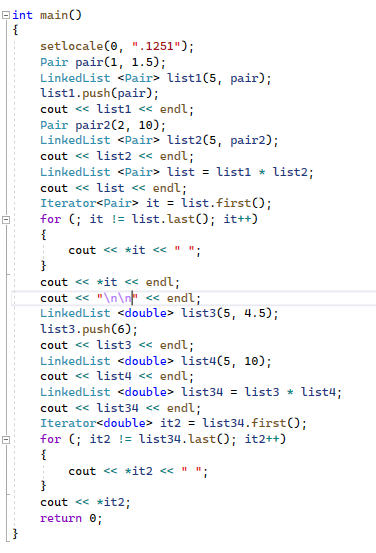 int main()
{
    setlocale(0, ".1251");
    Pair pair(1, 1.5);
    LinkedList <Pair> list1(5, pair);
    list1.push(pair);
    cout << list1 << endl;
    Pair pair2(2, 10);
    LinkedList <Pair> list2(5, pair2);
    cout << list2 << endl;
    LinkedList <Pair> list = list1 * list2;
    cout << list << endl;
    Iterator<Pair> it = list.first();
    for (; it != list.last(); it++)
    {
        cout << *it << " ";
    }
    cout << *it << endl;
    cout << "\n\n" << endl;
    LinkedList <double> list3(5, 4.5);
    list3.push(6);
    cout << list3 << endl;
    LinkedList <double> list4(5, 10);
    cout << list4 << endl;
    LinkedList <double> list34 = list3 * list4;
    cout << list34 << endl;
    Iterator<double> it2 = list34.first();
    for (; it2 != list34.last(); it2++)
    {
        cout << *it2 << " ";
    }
    cout << *it2;
    return 0;
}